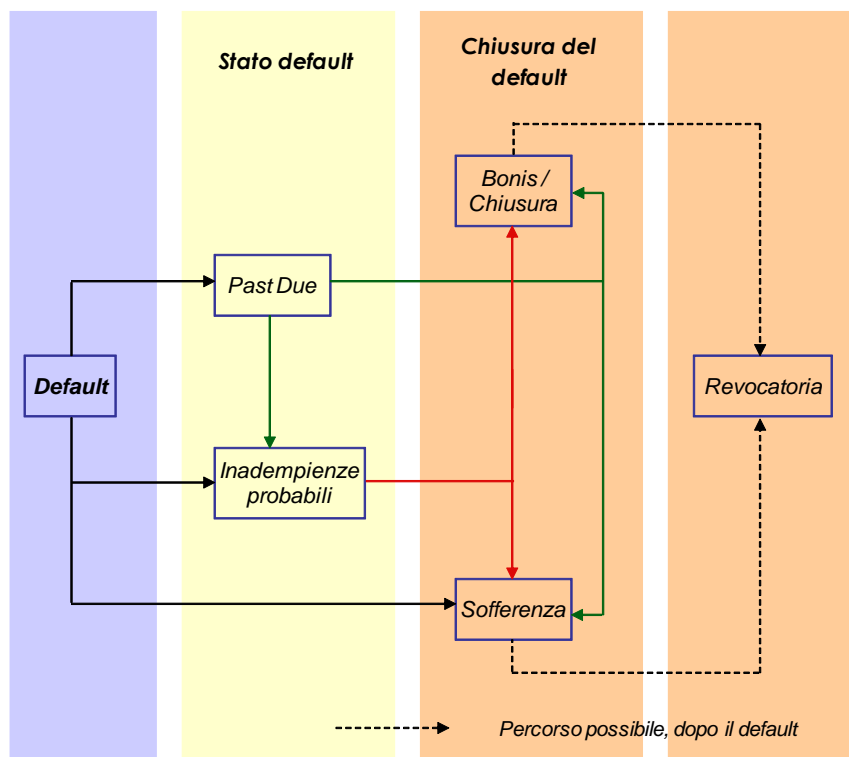 Stato default
Chiusura del
default
Bonis /
Chiusura
Past Due
Default
Revocatoria
Inadempienze
probabili
Sofferenza
Percorso possibile, dopo il default